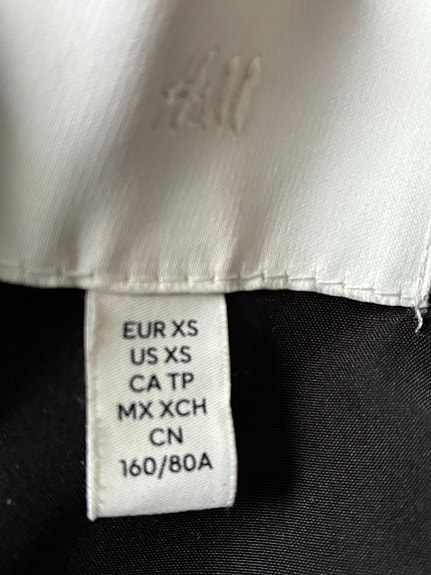 H&M
EUR XS
US XS
CA TP
MX XCH
CN
160/80A